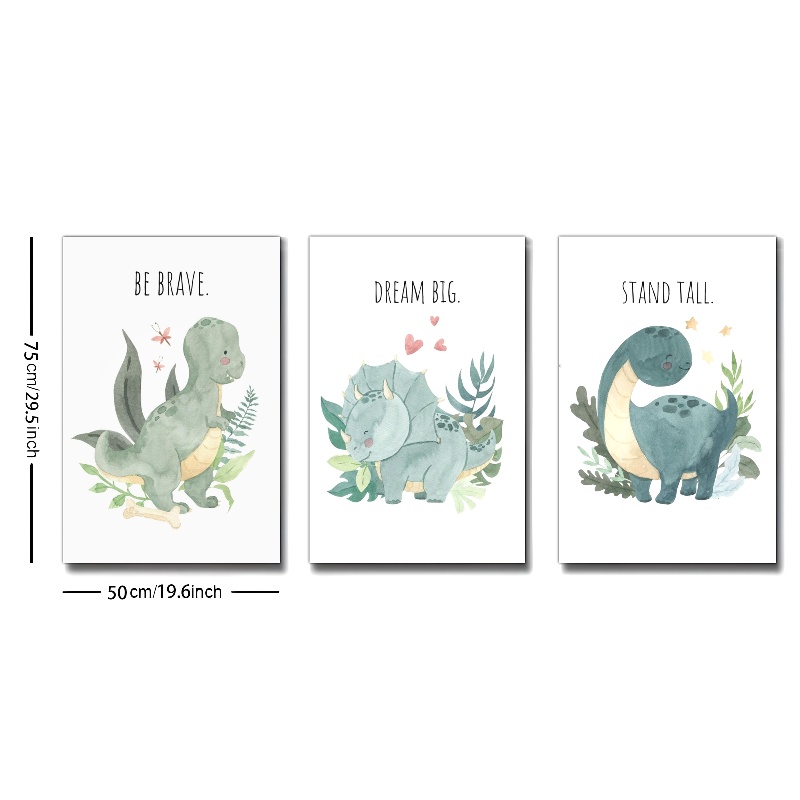 BE BRAVE.
DREAM BIG.
STAND TALL.
75cm/29.5inch
50cm/19.6inch